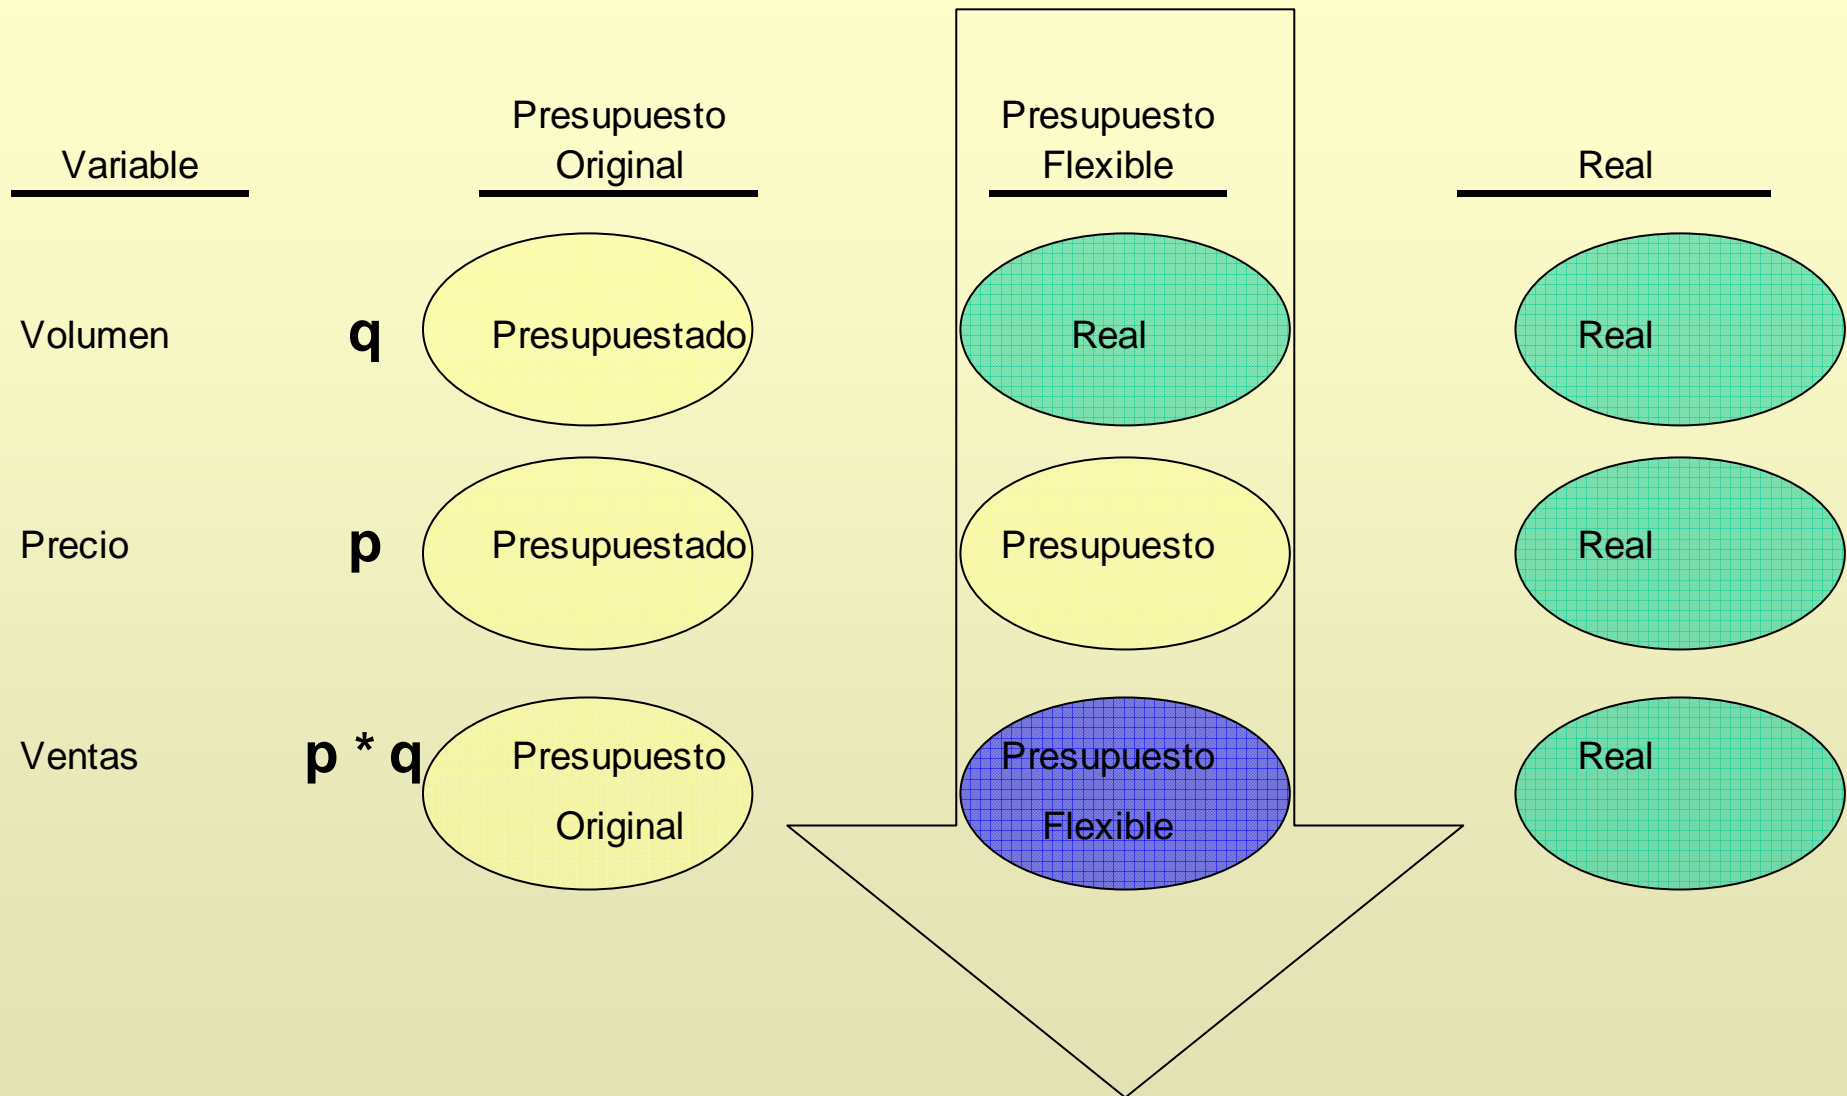 Presupuesto Presupuesto
Variable Original Flexible Real
Volumen q Presupuestado Real Real
Precio p Presupuestado Presupuesto Real
Ventas p * q Presupuesto Presupuesto Real
Original Flexible